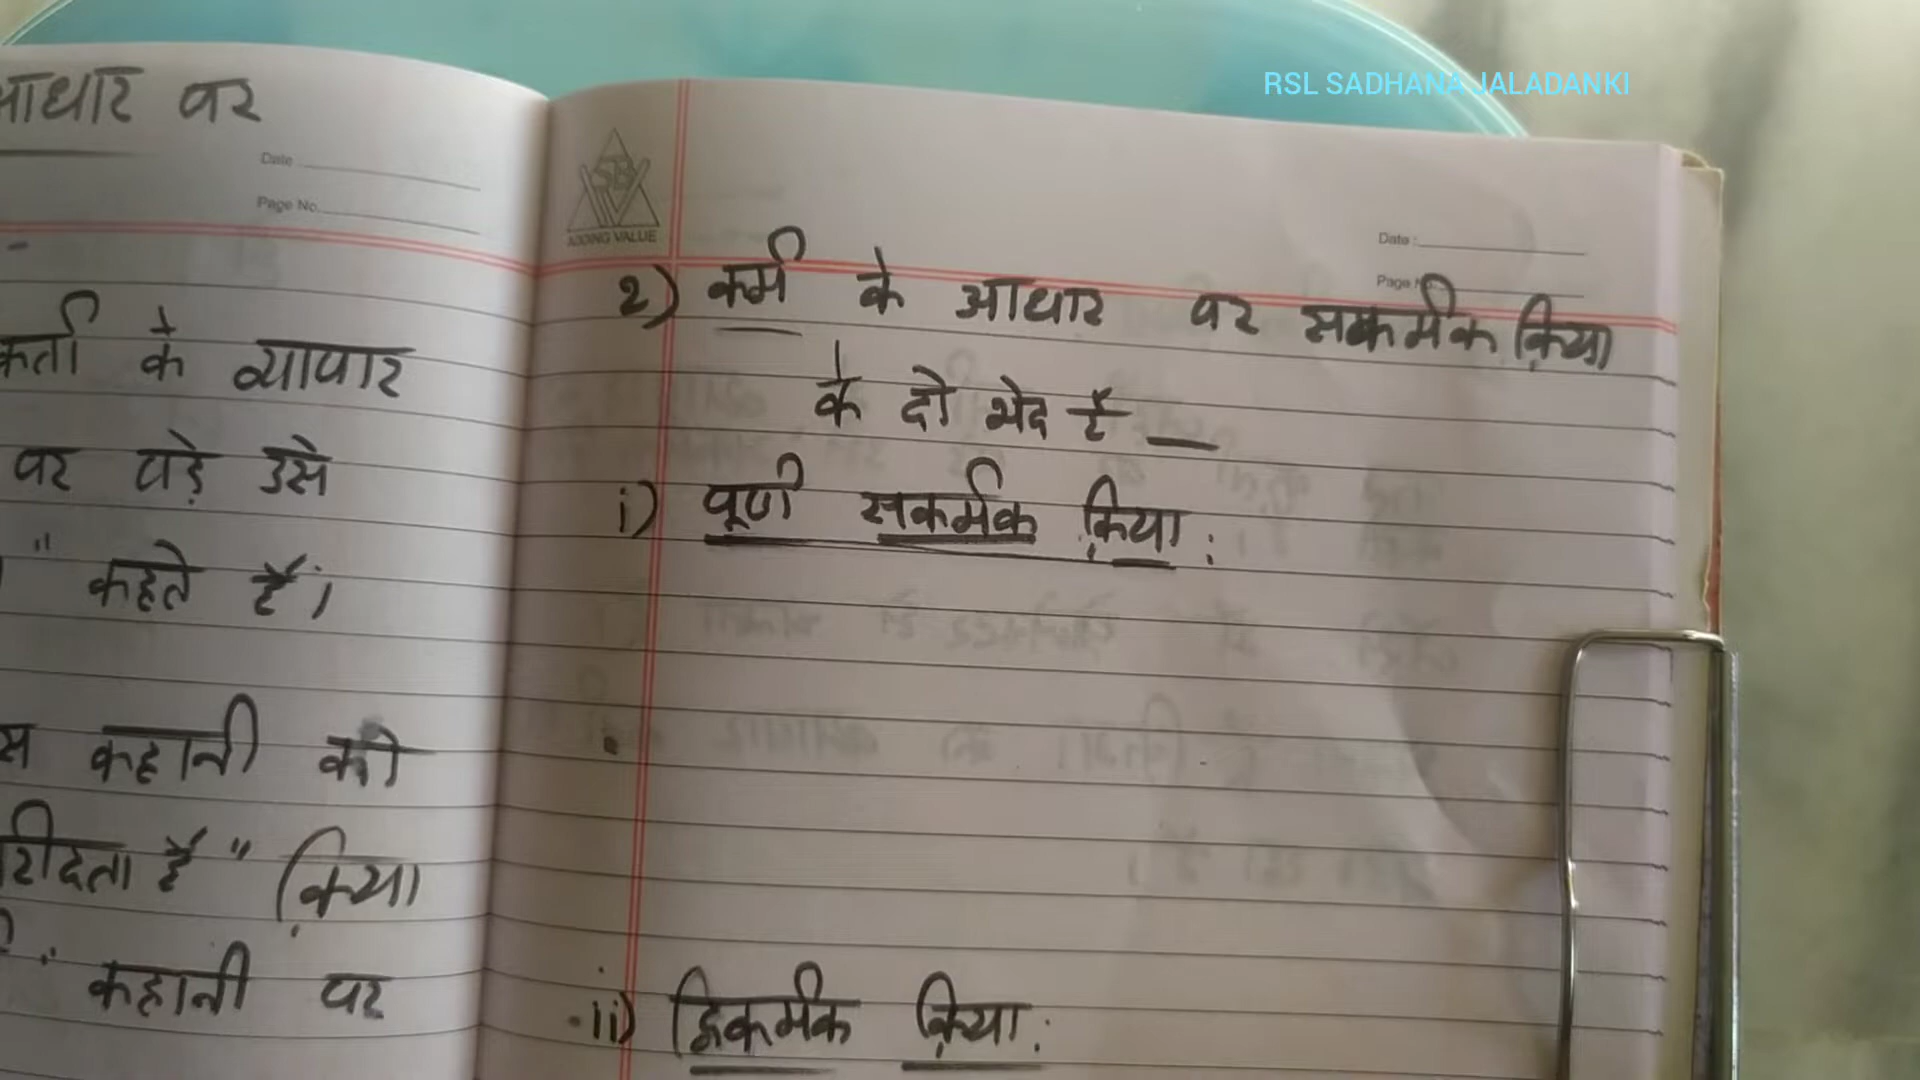 RSL SADHANA JALADANKI
आधार पर
Date
Page No.
कर्ता के व्यापार
पर पड़े उसे
" कहते हैं।
कहानी को
है" क्रिया
कहानी पर
SB
ADDING VALUE
Date :
Page No.
2) कर्म के आधार पर सकर्मक क्रिया
के दो भेद हैं —
i) पूर्ण सकर्मक क्रिया :
ii) द्विकर्मक क्रिया :